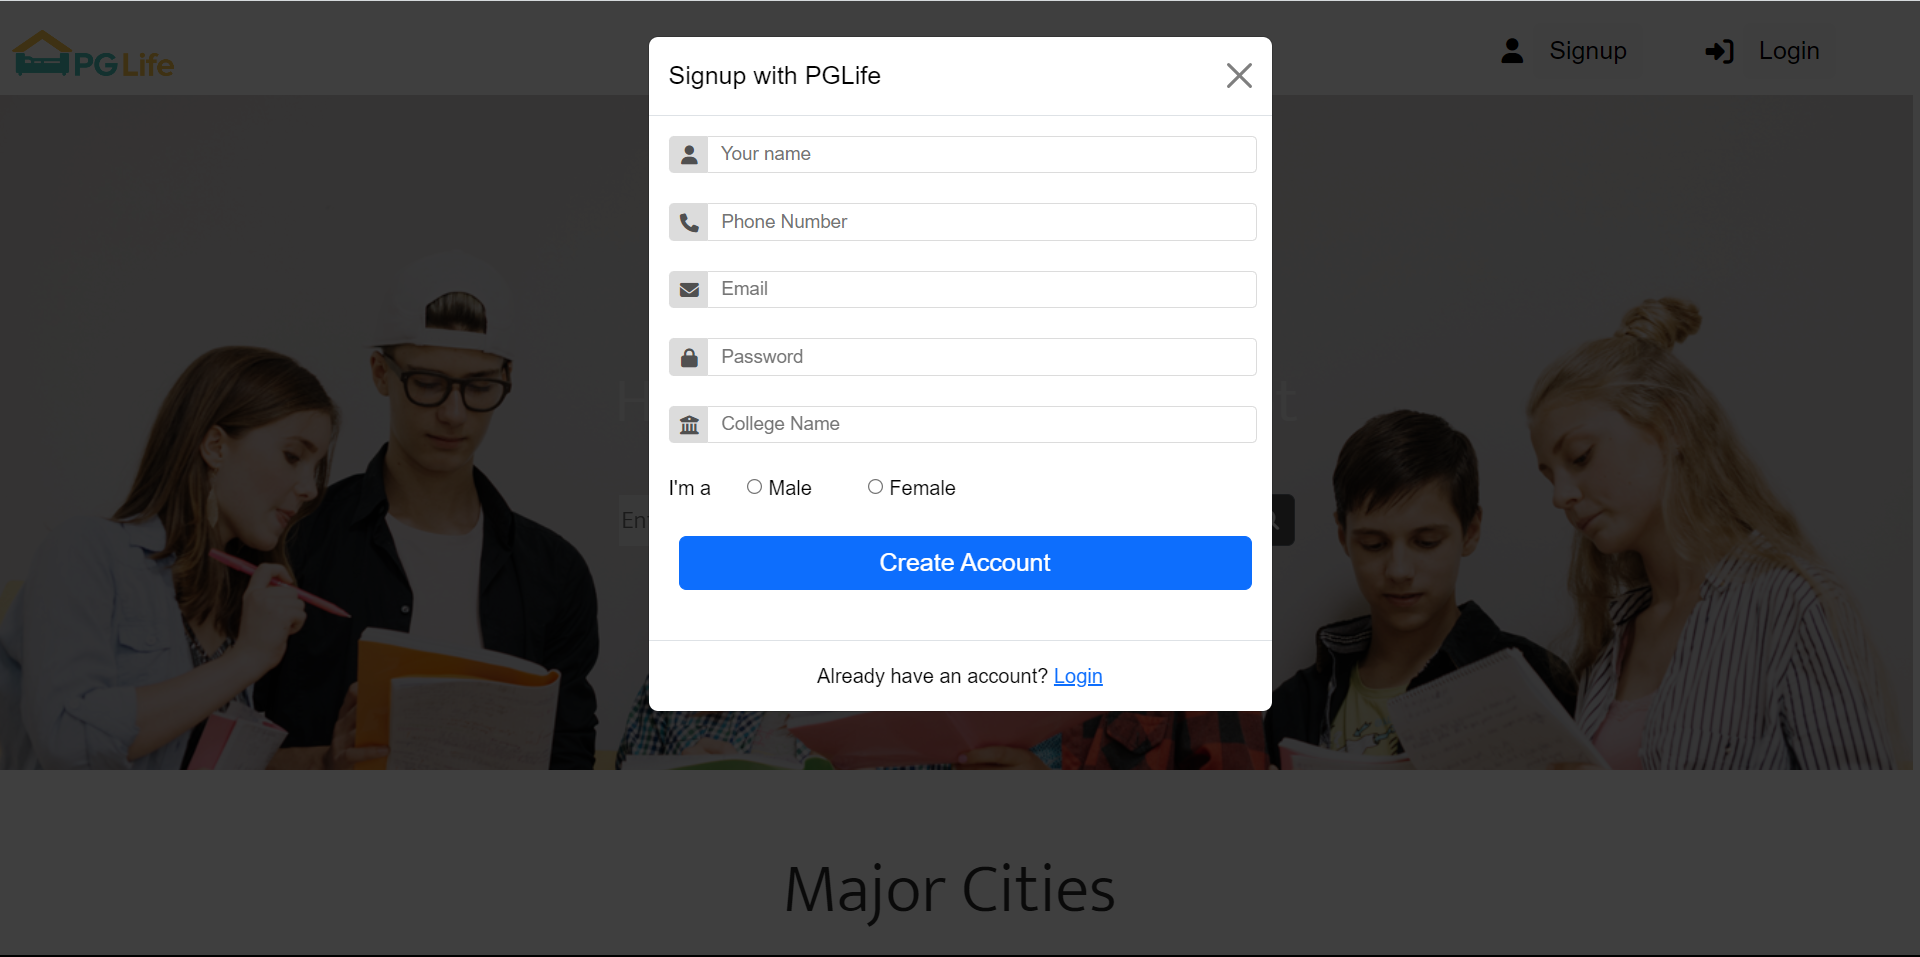 PG Life
Signup
Login
Signup with PGLife
Your name
Phone Number
Email
Password
College Name
I'm a
Male
Female
Create Account
Already have an account? Login
Major Cities